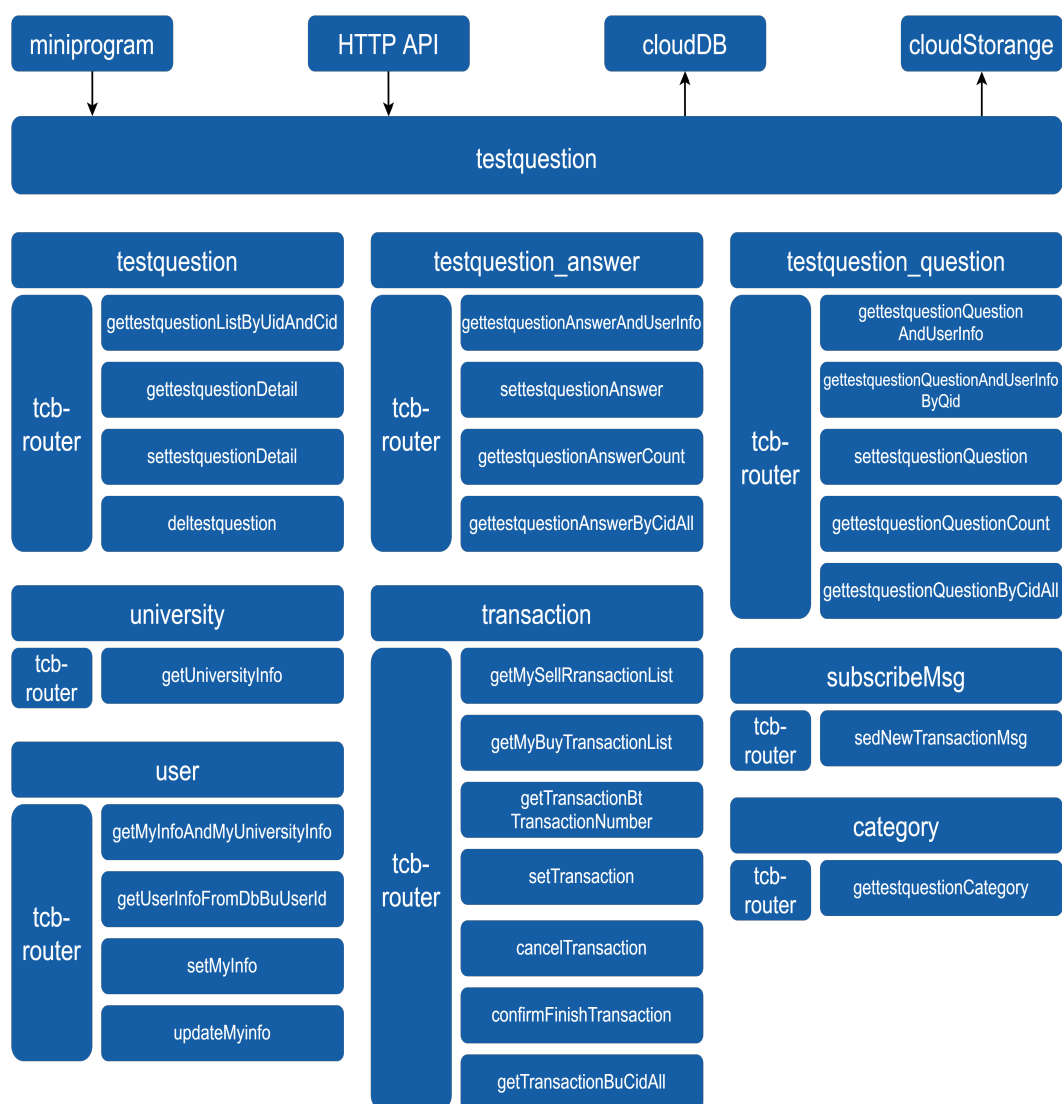 miniprogram
HTTP API
cloudDB
cloudStorange
testquestion
testquestion
tcb-
router
gettestquestionListByUidAndCid
gettestquestionDetail
settestquestionDetail
deltestquestion
testquestion_answer
tcb-
router
gettestquestionAnswerAndUserInfo
settestquestionAnswer
gettestquestionAnswerCount
gettestquestionAnswerByCidAll
testquestion_question
tcb-
router
gettestquestionQuestion
AndUserInfo
gettestquestionQuestionAndUserInfo
ByQid
settestquestionQuestion
gettestquestionQuestionCount
gettestquestionQuestionByCidAll
university
tcb-
router
getUniversityInfo
user
tcb-
router
getMyInfoAndMyUniversityInfo
getUserInfoFromDbBuUserId
setMyInfo
updateMyinfo
transaction
tcb-
router
getMySellRransactionList
getMyBuyTransactionList
getTransactionBt
TransactionNumber
setTransaction
cancelTransaction
confirmFinishTransaction
getTransactionBuCidAll
subscribeMsg
tcb-
router
sedNewTransactionMsg
category
tcb-
router
gettestquestionCategory